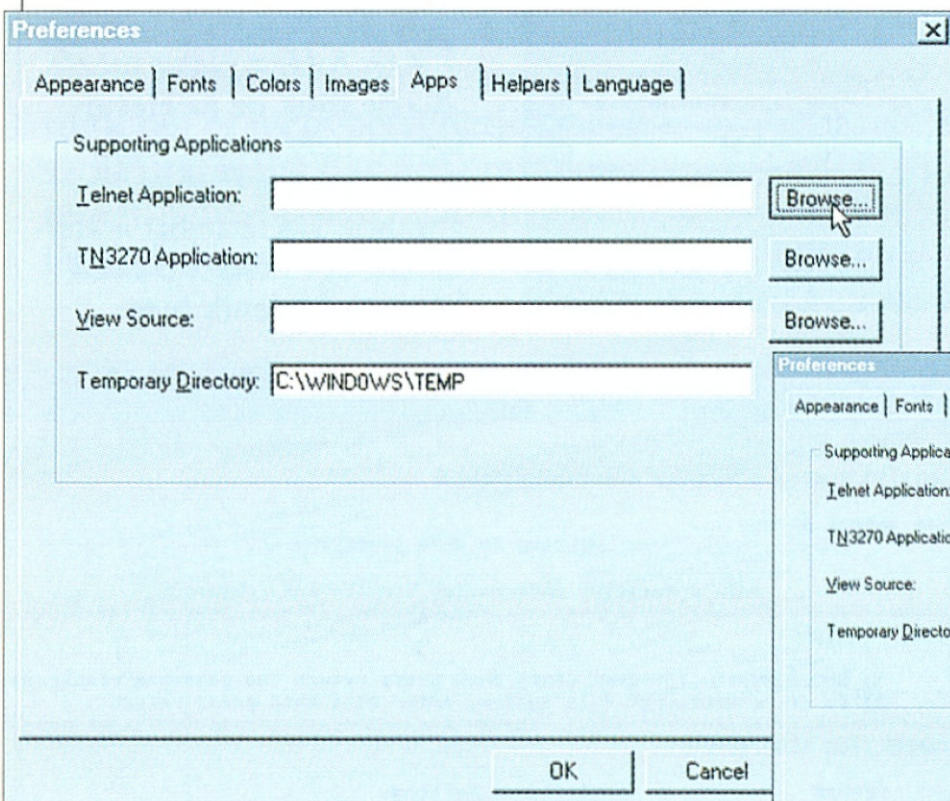 Preferences
Appearance Fonts Colors Images Apps Helpers Language
Supporting Applications
Telnet Application: Browse...
TN3270 Application: Browse...
View Source: Browse...
Temporary Directory: C:\WINDOWS\TEMP
OK Cancel
Preferences
Appearance Fonts
Supporting Applica
Telnet Application:
TN3270 Applicatio
View Source:
Temporary Directo